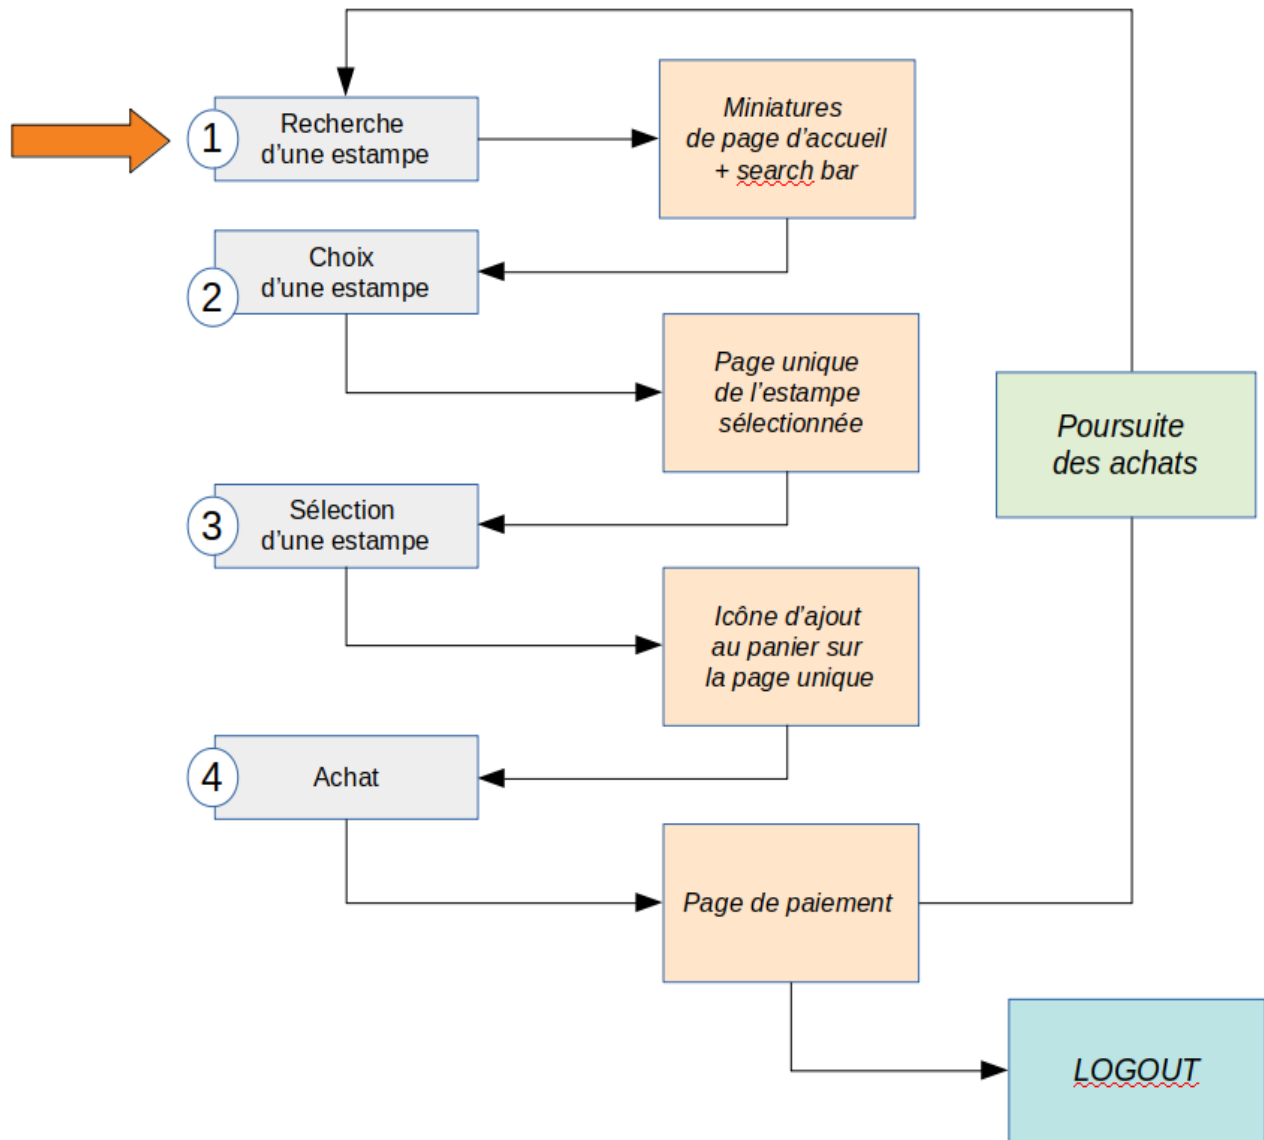 1
Recherche
d'une estampe
Miniatures
de page d'accueil
+ search bar
2
Choix
d'une estampe
Page unique
de l'estampe
sélectionnée
Poursuite
des achats
3
Sélection
d'une estampe
Icône d'ajout
au panier sur
la page unique
4
Achat
Page de paiement
LOGOUT